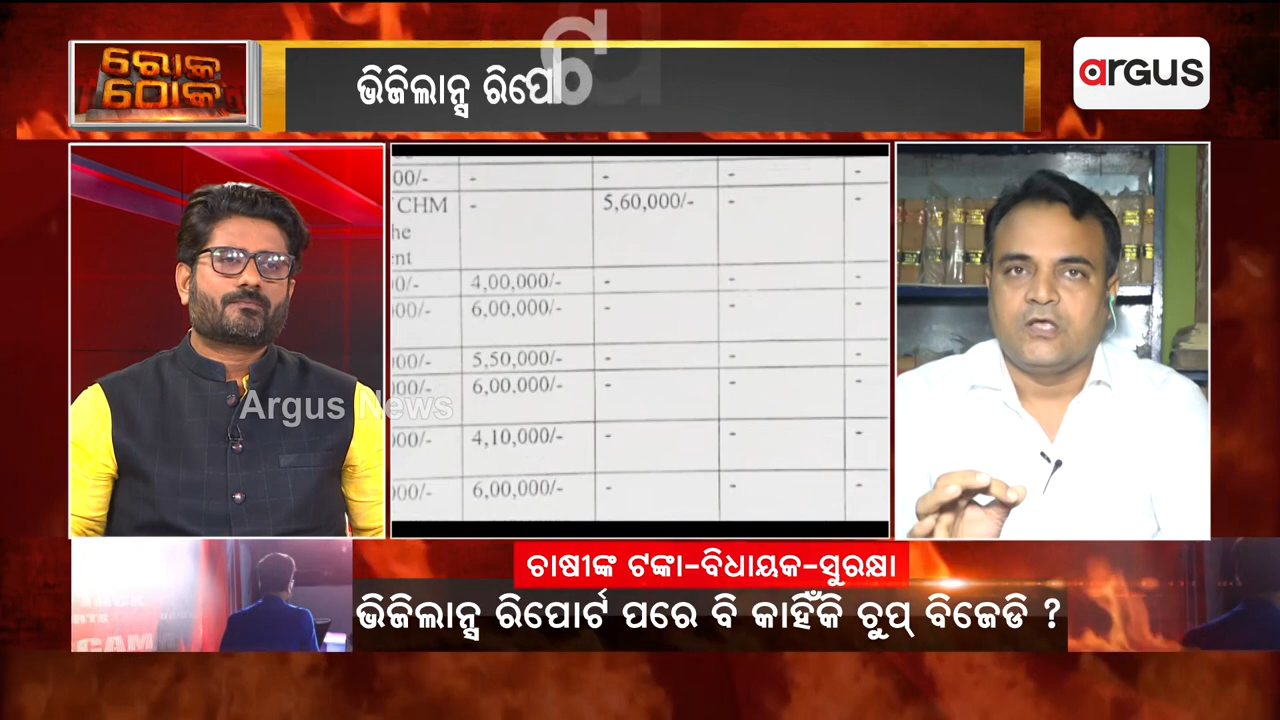 ରୋକ
ଠୋକ
ଭିଜିଲାନ୍ସ ରିପୋ
argus
00/- - - - -
CHM - 5,60,000/- - -
he
ent
0/- 4,00,000/- - - -
000/- 6,00,000/- - - -
000/- 5,50,000/- - - -
000/- 6,00,000/- - - -
000/- 4,10,000/- - - -
000/- 6,00,000/- - - -
Argus News
ଚାଷୀଙ୍କ ଟଙ୍କା-ବିଧାୟକ-ସୁରକ୍ଷା
ଭିଜିଲାନ୍ସ ରିପୋର୍ଟ ପରେ ବି କାହିଁକି ଚୁପ୍ ବିଜେଡି ?